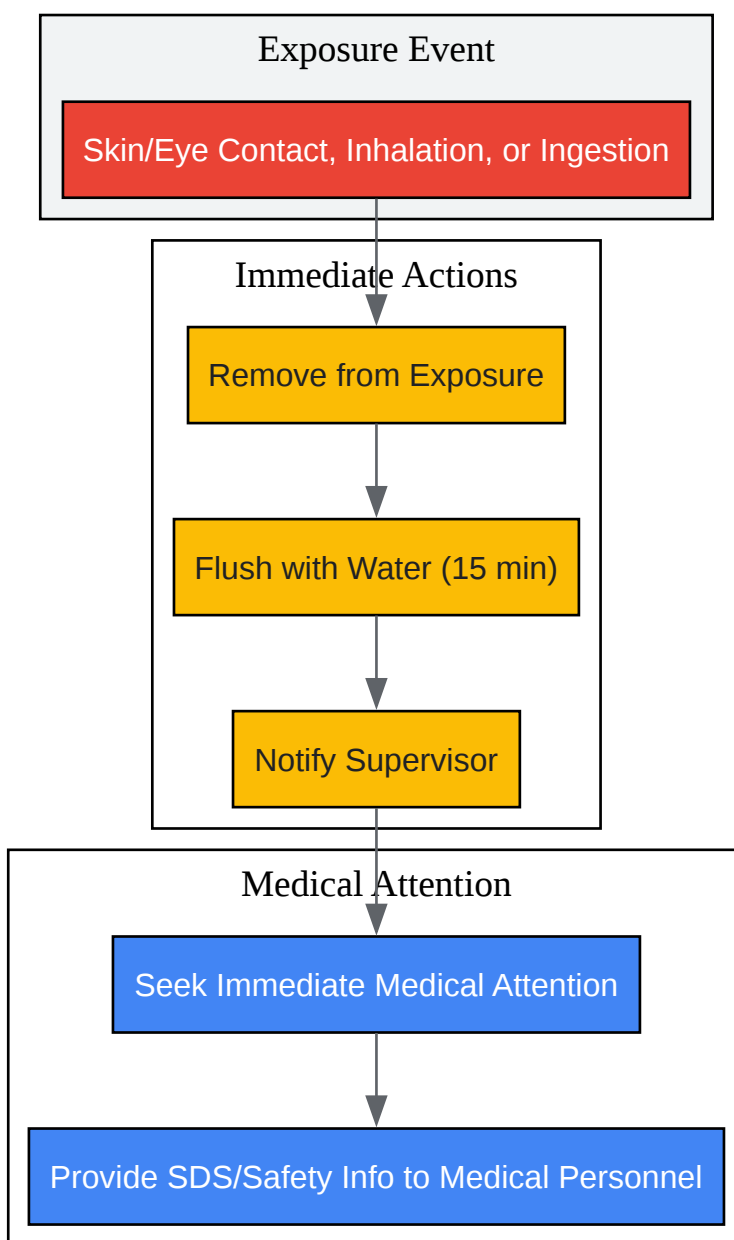 Exposure Event
Skin/Eye Contact, Inhalation, or Ingestion
Immediate Actions
Remove from Exposure
Flush with Water (15 min)
Notify Supervisor
Medical Attention
Seek Immediate Medical Attention
Provide SDS/Safety Info to Medical Personnel